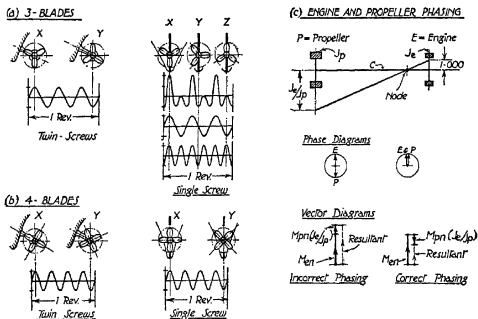 (a) 3-BLADES
X Y
1 Rev.
Twin-Screws
X Y Z
1 Rev.
Single Screw
(b) 4-BLADES
X Y
1 Rev.
Twin Screws
X Y
1 Rev.
Single Screw
(c) ENGINE AND PROPELLER PHASING
P = Propeller E = Engine
Jp Je
C
1·000
Je/Jp
Node
Phase Diagrams
E
P
E&P
Vector Diagrams
Mpn(Je/Jp)
Resultant
Men
Incorrect Phasing
Mpn(Je/Jp)
Resultant
Men
Correct Phasing